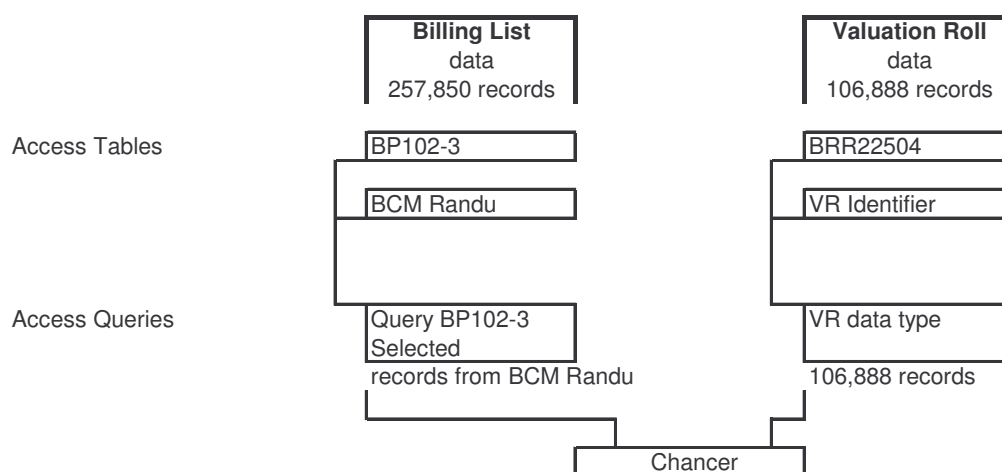 Billing List
data
257,850 records
Valuation Roll
data
106,888 records
Access Tables
BP102-3
BRR22504
BCM Randu
VR Identifier
Access Queries
Query BP102-3
Selected
records from BCM Randu
VR data type
106,888 records
Chancer